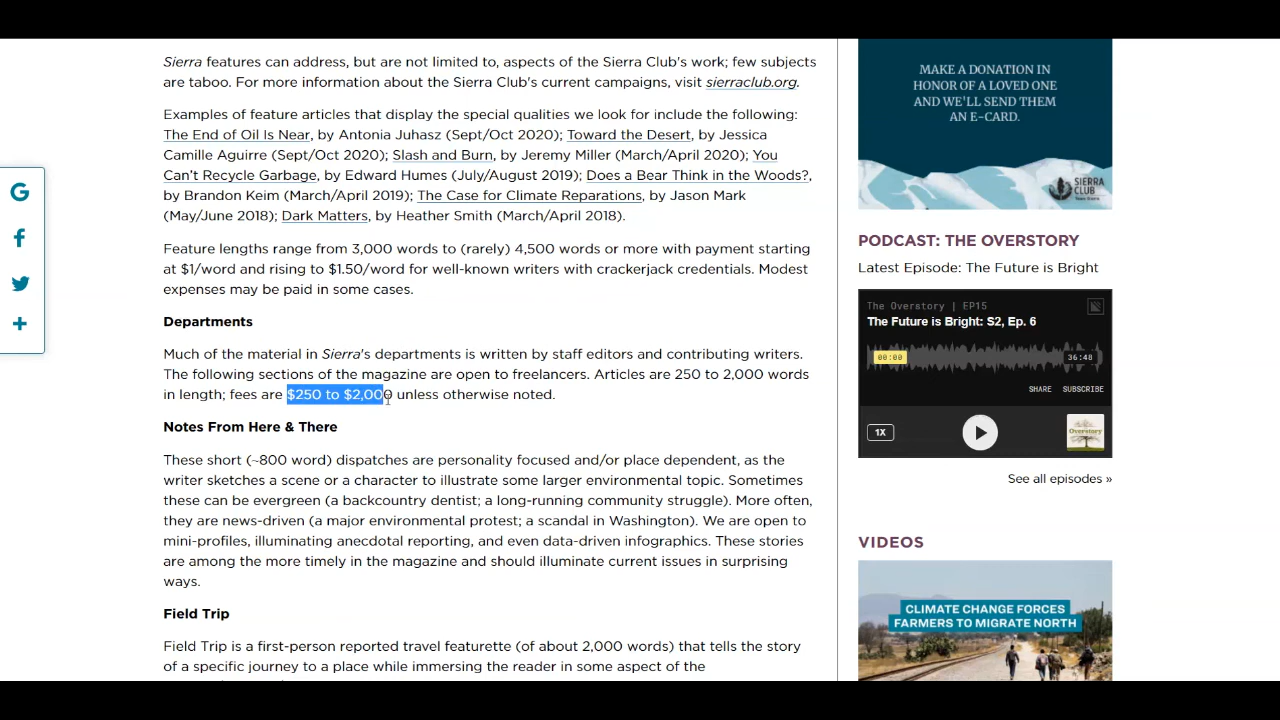 Sierra features can address, but are not limited to, aspects of the Sierra Club's work; few subjects
are taboo. For more information about the Sierra Club's current campaigns, visit sierraclub.org.
Examples of feature articles that display the special qualities we look for include the following:
The End of Oil Is Near, by Antonia Juhasz (Sept/Oct 2020); Toward the Desert, by Jessica
Camille Aguirre (Sept/Oct 2020); Slash and Burn, by Jeremy Miller (March/April 2020); You
Can't Recycle Garbage, by Edward Humes (July/August 2019); Does a Bear Think in the Woods?,
by Brandon Keim (March/April 2019); The Case for Climate Reparations, by Jason Mark
(May/June 2018); Dark Matters, by Heather Smith (March/April 2018).
Feature lengths range from 3,000 words to (rarely) 4,500 words or more with payment starting
at $1/word and rising to $1.50/word for well-known writers with crackerjack credentials. Modest
expenses may be paid in some cases.
Departments
Much of the material in Sierra's departments is written by staff editors and contributing writers.
The following sections of the magazine are open to freelancers. Articles are 250 to 2,000 words
in length; fees are $250 to $2,000 unless otherwise noted.
Notes From Here & There
These short (~800 word) dispatches are personality focused and/or place dependent, as the
writer sketches a scene or a character to illustrate some larger environmental topic. Sometimes
these can be evergreen (a backcountry dentist; a long-running community struggle). More often,
they are news-driven (a major environmental protest; a scandal in Washington). We are open to
mini-profiles, illuminating anecdotal reporting, and even data-driven infographics. These stories
are among the more timely in the magazine and should illuminate current issues in surprising
ways.
Field Trip
Field Trip is a first-person reported travel featurette (of about 2,000 words) that tells the story
of a specific journey to a place while immersing the reader in some aspect of the
MAKE A DONATION IN
HONOR OF A LOVED ONE
AND WE'LL SEND THEM
AN E-CARD.
SIERRA
CLUB
PODCAST: THE OVERSTORY
Latest Episode: The Future is Bright
The Overstory | EP15
The Future is Bright: S2, Ep. 6
00:00
36:48
SHARE SUBSCRIBE
1X
Overstory
See all episodes »
VIDEOS
CLIMATE CHANGE FORCES
FARMERS TO MIGRATE NORTH